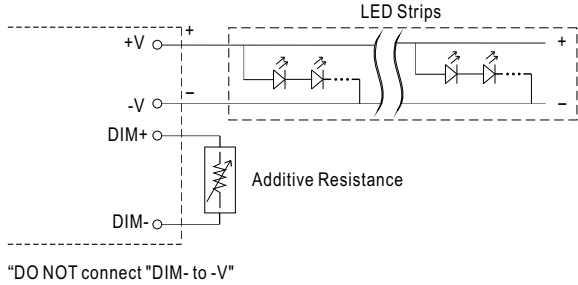 LED Strips
+
+V
+
−
-V
−
DIM+
Additive Resistance
DIM-
“DO NOT connect "DIM- to -V"